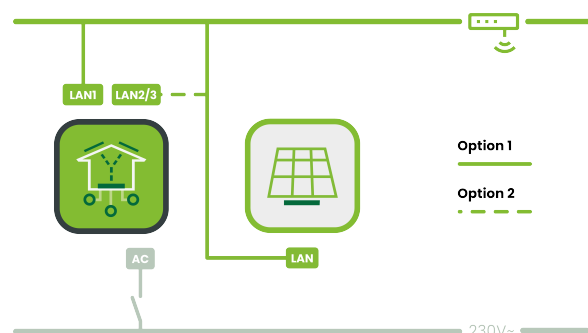 LAN1 LAN2/3
Option 1
Option 2
LAN
AC
230V~